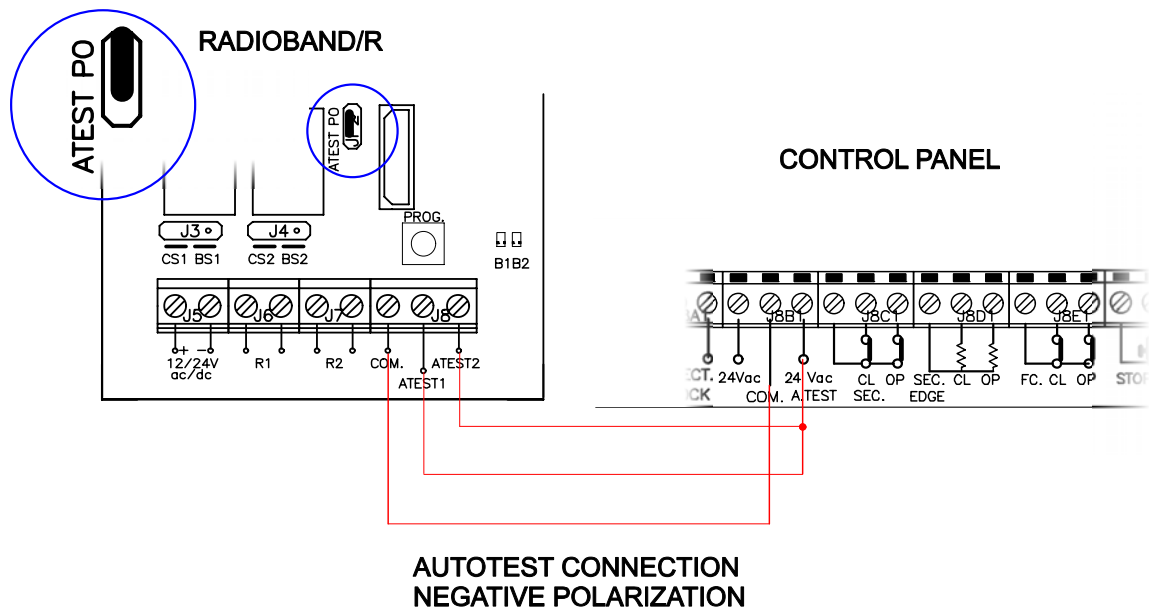 RADIOBAND/R
ATEST PO
ATEST PO
CONTROL PANEL
PROG.
J3
J4
CS1 BS1
CS2 BS2
B1B2
J5
J6
J7
J8
J8B1
J8C1
J8D1
J8E1
+ -
12/24V
ac/dc
R1
R2
COM.
ATEST2
ATEST1
24Vac
24 Vac
COM. A.TEST
CL OP
SEC.
SEC. CL OP
EDGE
FC. CL OP
AUTOTEST CONNECTION
NEGATIVE POLARIZATION